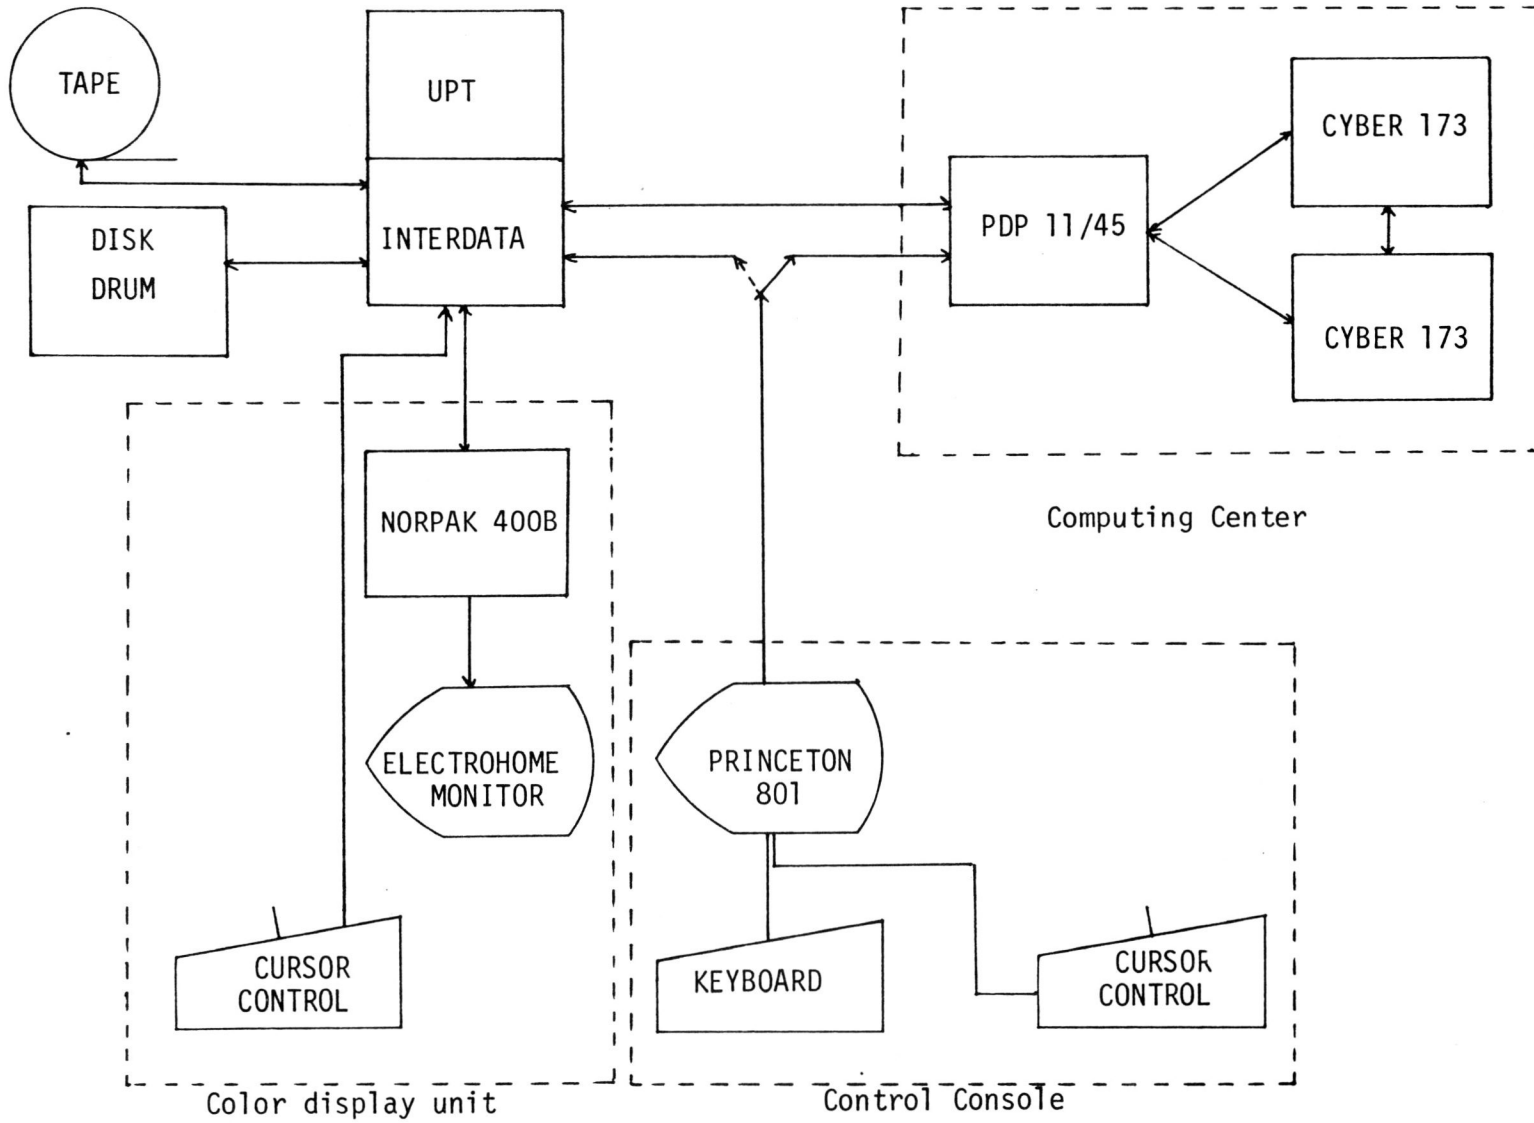 TAPE
UPT
CYBER 173
DISK
DRUM
INTERDATA
PDP 11/45
CYBER 173
NORPAK 400B
Computing Center
ELECTROHOME
MONITOR
PRINCETON
801
CURSOR
CONTROL
KEYBOARD
CURSOR
CONTROL
Color display unit
Control Console